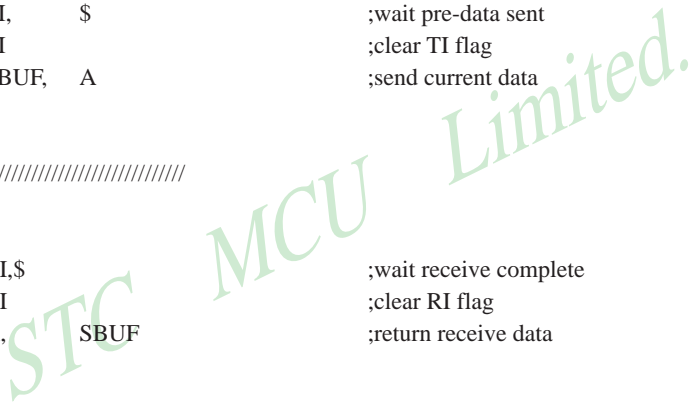 I, $ ;wait pre-data sent
I ;clear TI flag
BUF, A ;send current data
///////////////////////////
I,$ ;wait receive complete
I ;clear RI flag
, SBUF ;return receive data
STC MCU Limited.